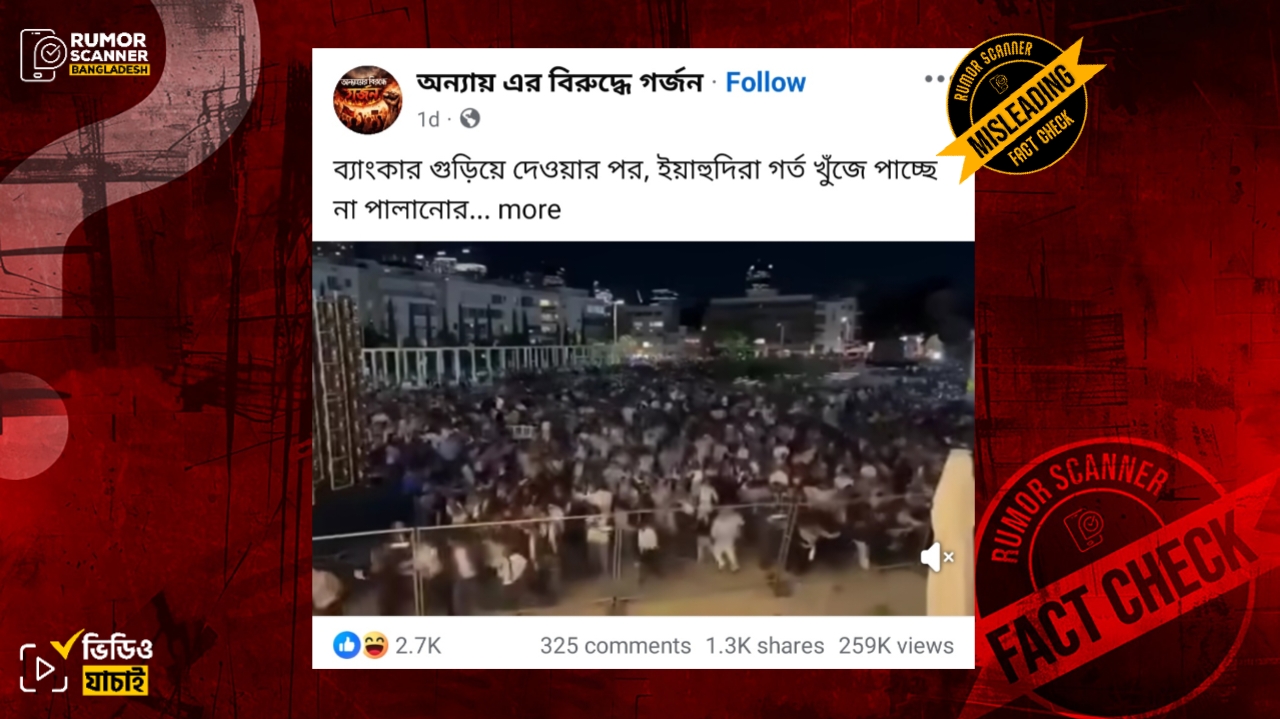 RUMOR
SCANNER
BANGLADESH
অন্যায় এর বিরুদ্ধে গর্জন · Follow
1d ·
ব্যাংকার গুড়িয়ে দেওয়ার পর, ইয়াহুদিরা গর্ত খুঁজে পাচ্ছে
না পালানোর... more
2.7K 325 comments 1.3K shares 259K views
RUMOR SCANNER
MISLEADING
FACT CHECK
RUMOR SCANNER
FACT CHECK
ভিডিও
যাচাই